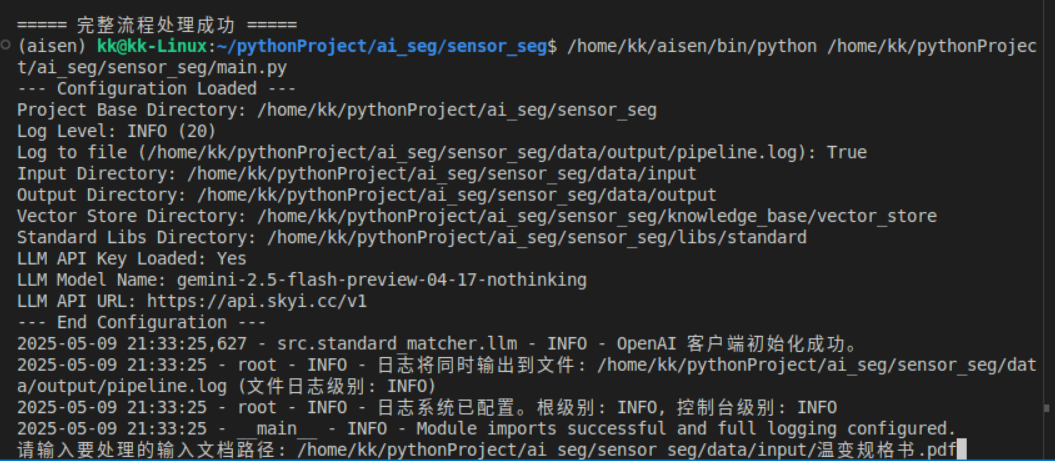 ===== 完整流程处理成功 =====
(aisen) kk@kk-Linux:~/pythonProject/ai_seg/sensor_seg$ /home/kk/aisen/bin/python /home/kk/pythonProjec
t/ai_seg/sensor_seg/main.py
--- Configuration Loaded ---
Project Base Directory: /home/kk/pythonProject/ai_seg/sensor_seg
Log Level: INFO (20)
Log to file (/home/kk/pythonProject/ai_seg/sensor_seg/data/output/pipeline.log): True
Input Directory: /home/kk/pythonProject/ai_seg/sensor_seg/data/input
Output Directory: /home/kk/pythonProject/ai_seg/sensor_seg/data/output
Vector Store Directory: /home/kk/pythonProject/ai_seg/sensor_seg/knowledge_base/vector_store
Standard Libs Directory: /home/kk/pythonProject/ai_seg/sensor_seg/libs/standard
LLM API Key Loaded: Yes
LLM Model Name: gemini-2.5-flash-preview-04-17-nothinking
LLM API URL: https://api.skyi.cc/v1
--- End Configuration ---
2025-05-09 21:33:25,627 - src.standard_matcher.llm - INFO - OpenAI 客户端初始化成功。
2025-05-09 21:33:25 - root - INFO - 日志将同时输出到文件: /home/kk/pythonProject/ai_seg/sensor_seg/dat
a/output/pipeline.log (文件日志级别: INFO)
2025-05-09 21:33:25 - root - INFO - 日志系统已配置。根级别: INFO, 控制台级别: INFO
2025-05-09 21:33:25 - __main__ - INFO - Module imports successful and full logging configured.
请输入要处理的输入文档路径: /home/kk/pythonProject/ai_seg/sensor_seg/data/input/温变规格书.pdf